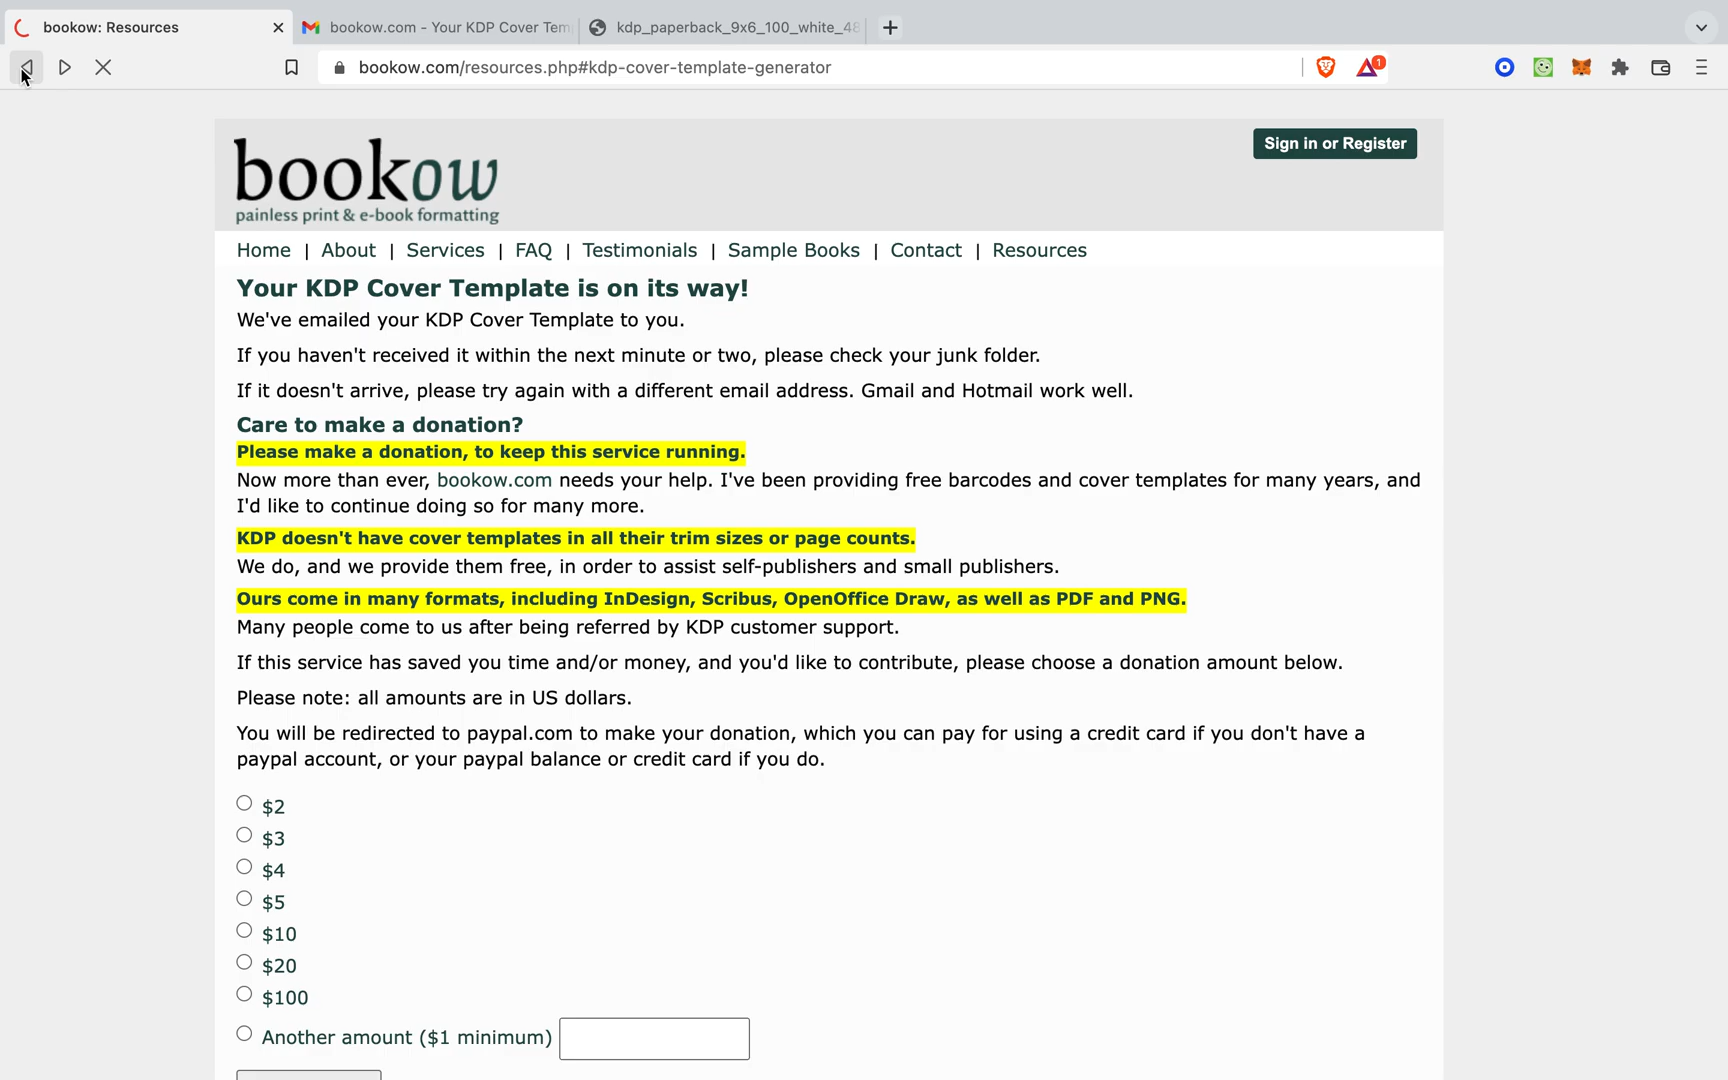 bookow: Resources
bookow.com - Your KDP Cover Tem
kdp_paperback_9x6_100_white_48
bookow.com/resources.php#kdp-cover-template-generator
1
bookow
painless print & e-book formatting
Sign in or Register
Home | About | Services | FAQ | Testimonials | Sample Books | Contact | Resources
Your KDP Cover Template is on its way!
We've emailed your KDP Cover Template to you.
If you haven't received it within the next minute or two, please check your junk folder.
If it doesn't arrive, please try again with a different email address. Gmail and Hotmail work well.
Care to make a donation?
Please make a donation, to keep this service running.
Now more than ever, bookow.com needs your help. I've been providing free barcodes and cover templates for many years, and
I'd like to continue doing so for many more.
KDP doesn't have cover templates in all their trim sizes or page counts.
We do, and we provide them free, in order to assist self-publishers and small publishers.
Ours come in many formats, including InDesign, Scribus, OpenOffice Draw, as well as PDF and PNG.
Many people come to us after being referred by KDP customer support.
If this service has saved you time and/or money, and you'd like to contribute, please choose a donation amount below.
Please note: all amounts are in US dollars.
You will be redirected to paypal.com to make your donation, which you can pay for using a credit card if you don't have a
paypal account, or your paypal balance or credit card if you do.
$2
$3
$4
$5
$10
$20
$100
Another amount ($1 minimum)